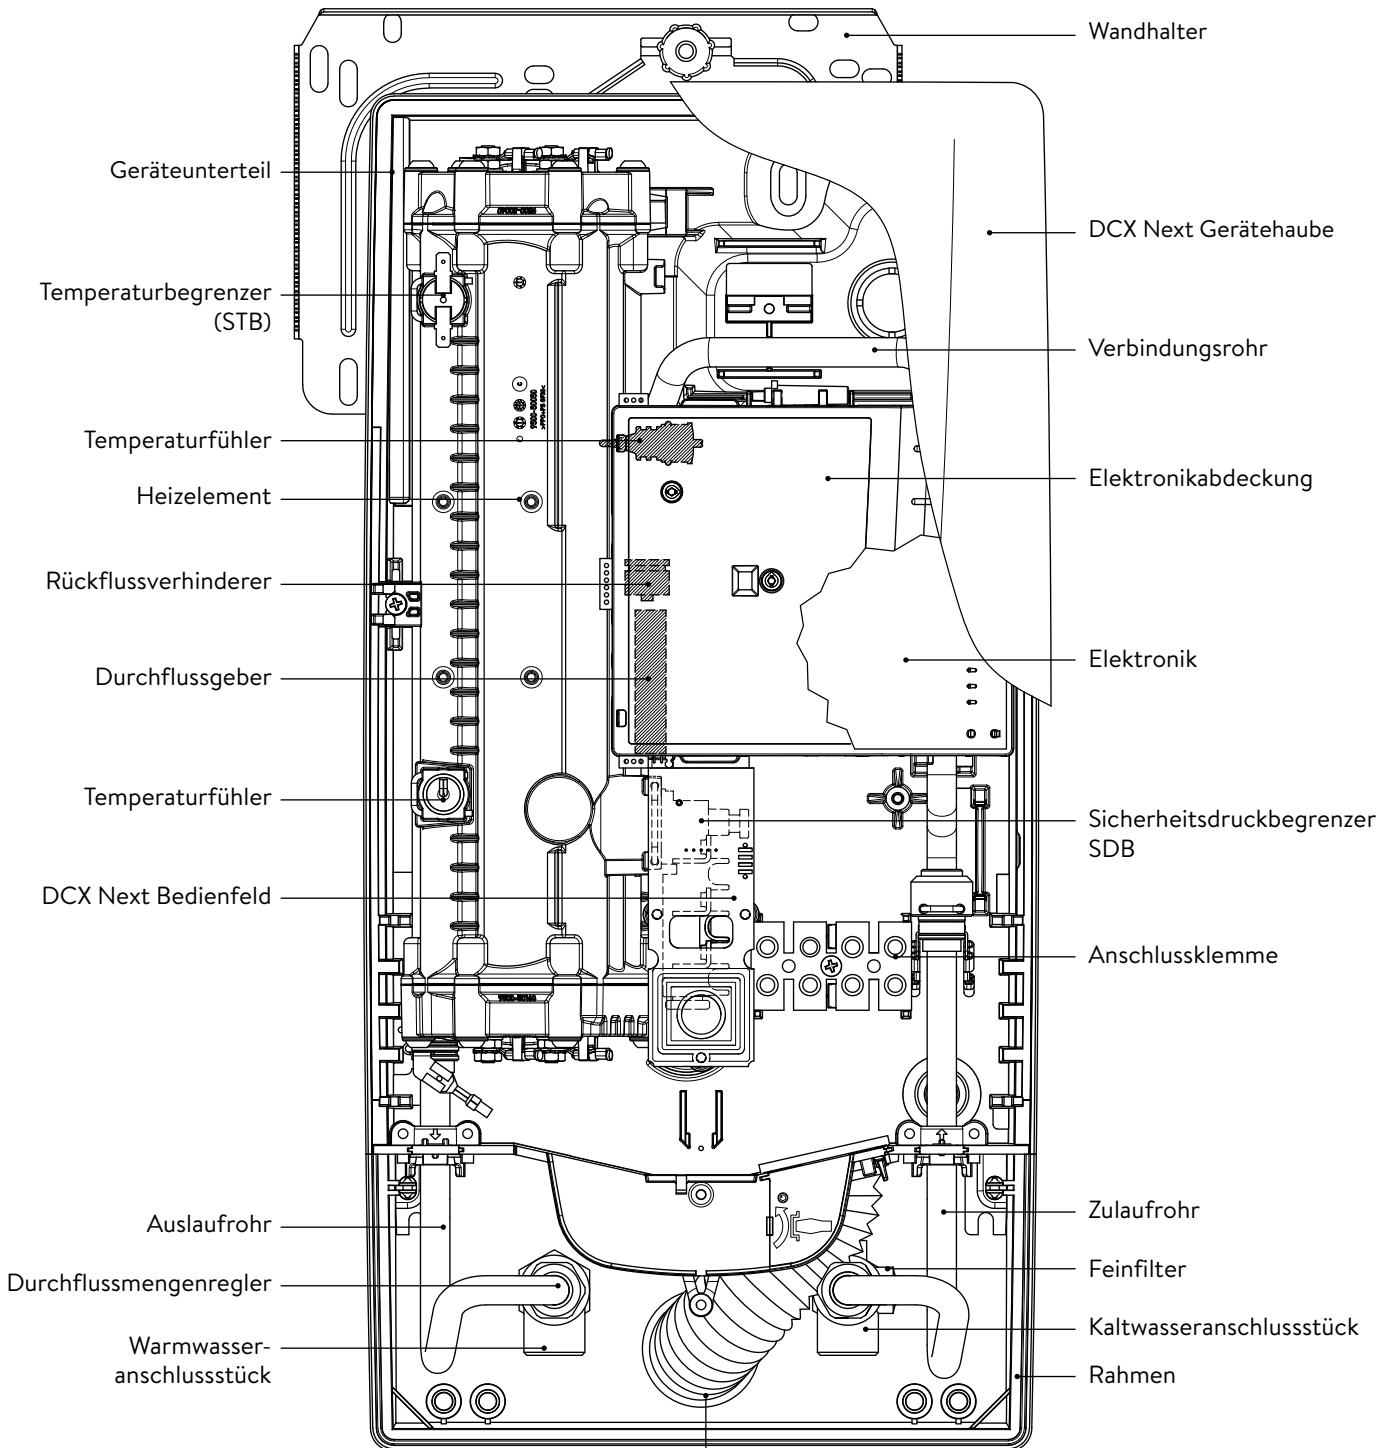 Wandhalter
Geräteunterteil
DCX Next Gerätehaube
Temperaturbegrenzer
(STB)
Verbindungsrohr
Temperaturfühler
Elektronikabdeckung
Heizelement
Rückflussverhinderer
Elektronik
Durchflussgeber
Temperaturfühler
Sicherheitsdruckbegrenzer
SDB
DCX Next Bedienfeld
Anschlussklemme
Auslaufrohr
Zulaufrohr
Durchflussmengenregler
Feinfilter
Warmwasser-
anschlussstück
Kaltwasseranschlussstück
Rahmen